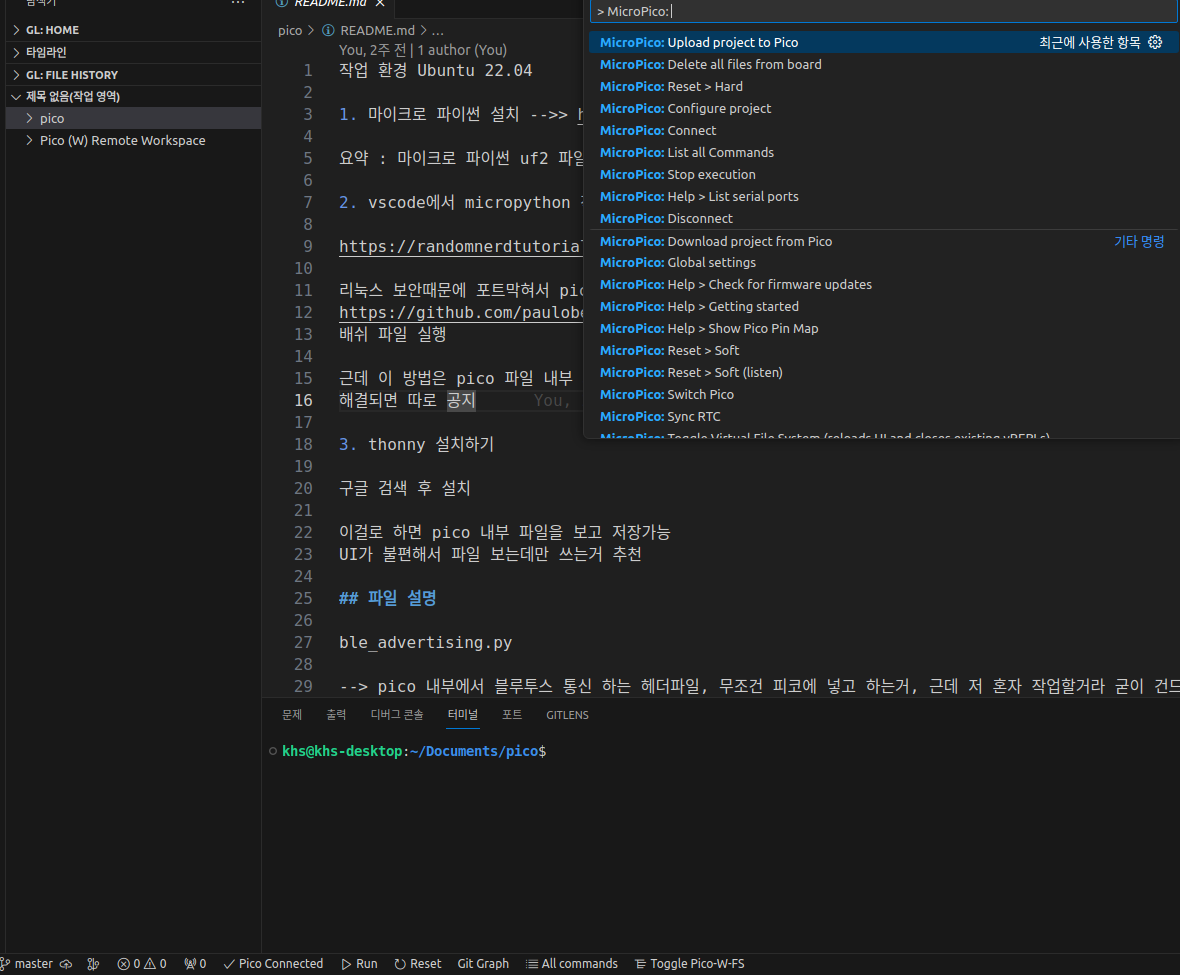 README.md
> MicroPico:
GL: HOME
타임라인
GL: FILE HISTORY
제목 없음(작업 영역)
pico
Pico (W) Remote Workspace
pico > README.md > ...
You, 2주 전 | 1 author (You)
1 작업 환경 Ubuntu 22.04
2
3 1. 마이크로 파이썬 설치 -->> h
4
5 요약 : 마이크로 파이썬 uf2 파일
6
7 2. vscode에서 micropython
8
9 https://randomnerdtutorial
10
11 리눅스 보안때문에 포트막혀서 pic
12 https://github.com/paulobe
13 배쉬 파일 실행
14
15 근데 이 방법은 pico 파일 내부
16 해결되면 따로 공지 You,
17
18 3. thonny 설치하기
19
20 구글 검색 후 설치
21
22 이걸로 하면 pico 내부 파일을 보고 저장가능
23 UI가 불편해서 파일 보는데만 쓰는거 추천
24
25 ## 파일 설명
26
27 ble_advertising.py
28
29 --> pico 내부에서 블루투스 통신 하는 헤더파일, 무조건 피코에 넣고 하는거, 근데 저 혼자 작업할거라 굳이 건드
MicroPico: Upload project to Pico 최근에 사용한 항목
MicroPico: Delete all files from board
MicroPico: Reset > Hard
MicroPico: Configure project
MicroPico: Connect
MicroPico: List all Commands
MicroPico: Stop execution
MicroPico: Help > List serial ports
MicroPico: Disconnect
MicroPico: Download project from Pico 기타 명령
MicroPico: Global settings
MicroPico: Help > Check for firmware updates
MicroPico: Help > Getting started
MicroPico: Help > Show Pico Pin Map
MicroPico: Reset > Soft
MicroPico: Reset > Soft (listen)
MicroPico: Switch Pico
MicroPico: Sync RTC
MicroPico: Toggle Virtual File System (reloads UI and closes existing vREPLs)
문제 출력 디버그 콘솔 터미널 포트 GITLENS
khs@khs-desktop:~/Documents/pico$
master 0 0 0 Pico Connected Run Reset Git Graph All commands Toggle Pico-W-FS